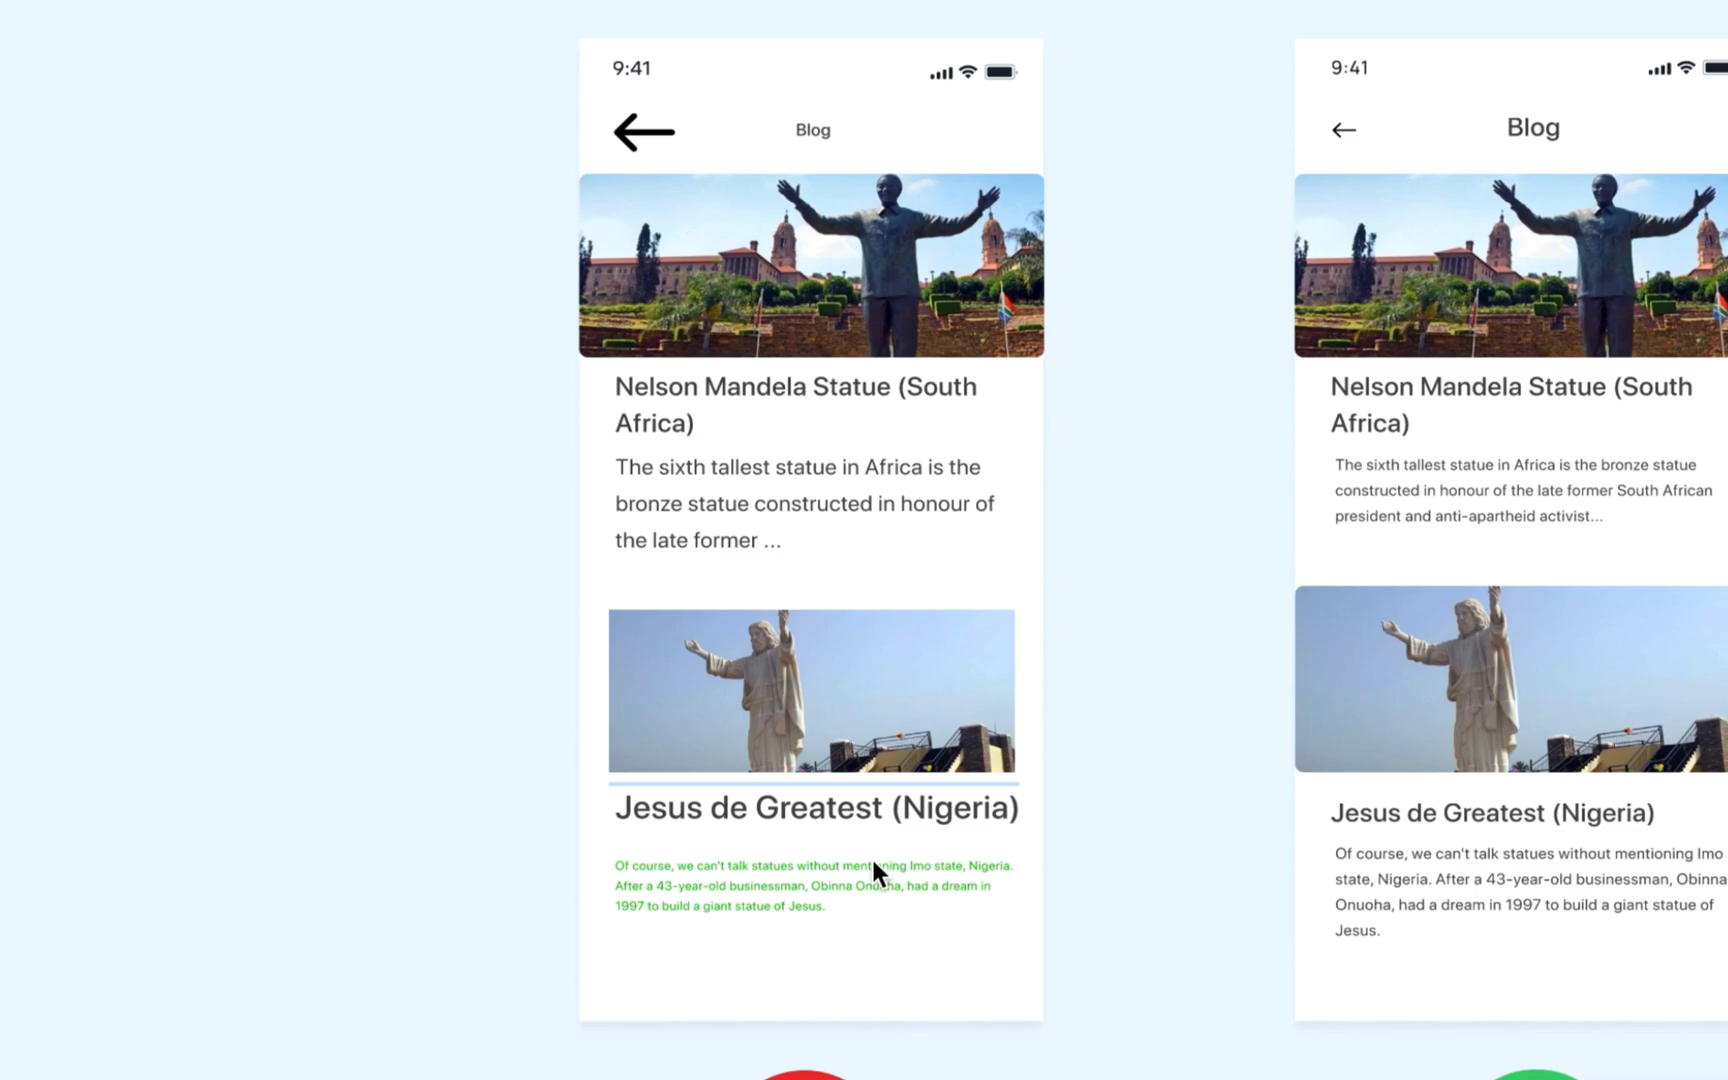 9:41
Blog
Nelson Mandela Statue (South
Africa)
The sixth tallest statue in Africa is the
bronze statue constructed in honour of
the late former ...
Jesus de Greatest (Nigeria)
Of course, we can't talk statues without mentioning Imo state, Nigeria.
After a 43-year-old businessman, Obinna Onuoha, had a dream in
1997 to build a giant statue of Jesus.
9:41
Blog
Nelson Mandela Statue (South
Africa)
The sixth tallest statue in Africa is the bronze statue
constructed in honour of the late former South African
president and anti-apartheid activist...
Jesus de Greatest (Nigeria)
Of course, we can't talk statues without mentioning Imo
state, Nigeria. After a 43-year-old businessman, Obinna
Onuoha, had a dream in 1997 to build a giant statue of
Jesus.